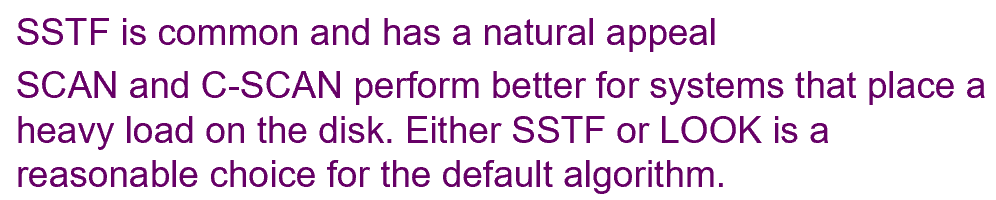 SSTF is common and has a natural appeal
SCAN and C-SCAN perform better for systems that place a
heavy load on the disk. Either SSTF or LOOK is a
reasonable choice for the default algorithm.